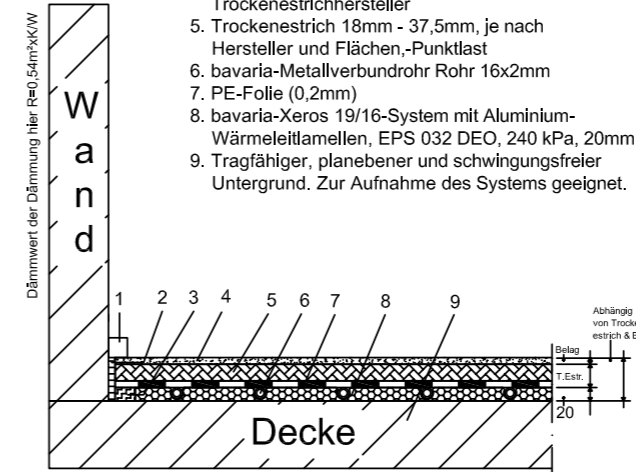 Trockenestrichhersteller
5. Trockenestrich 18mm - 37,5mm, je nach
Hersteller und Flächen,-Punktlast
6. bavaria-Metallverbundrohr Rohr 16x2mm
7. PE-Folie (0,2mm)
8. bavaria-Xeros 19/16-System mit Aluminium-
Wärmeleitlamellen, EPS 032 DEO, 240 kPa, 20mm
9. Tragfähiger, planebener und schwingungsfreier
Untergrund. Zur Aufnahme des Systems geeignet.
Dämmwert der Dämmung hier R=0,54m²xK/W
W
a
n
d
1 2 3 4 5 6 7 8 9
Abhängig
von Trocke
estrich & B
Belag
T.Estr.
20
Decke